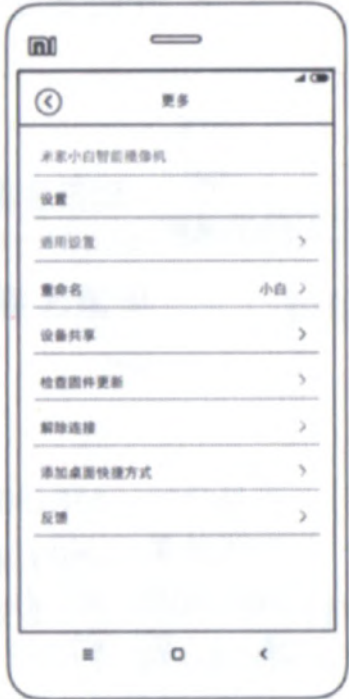 更多
米家小白智能摄像机
设置
通用设置
重命名 小白
设备共享
检查固件更新
解除连接
添加桌面快捷方式
反馈